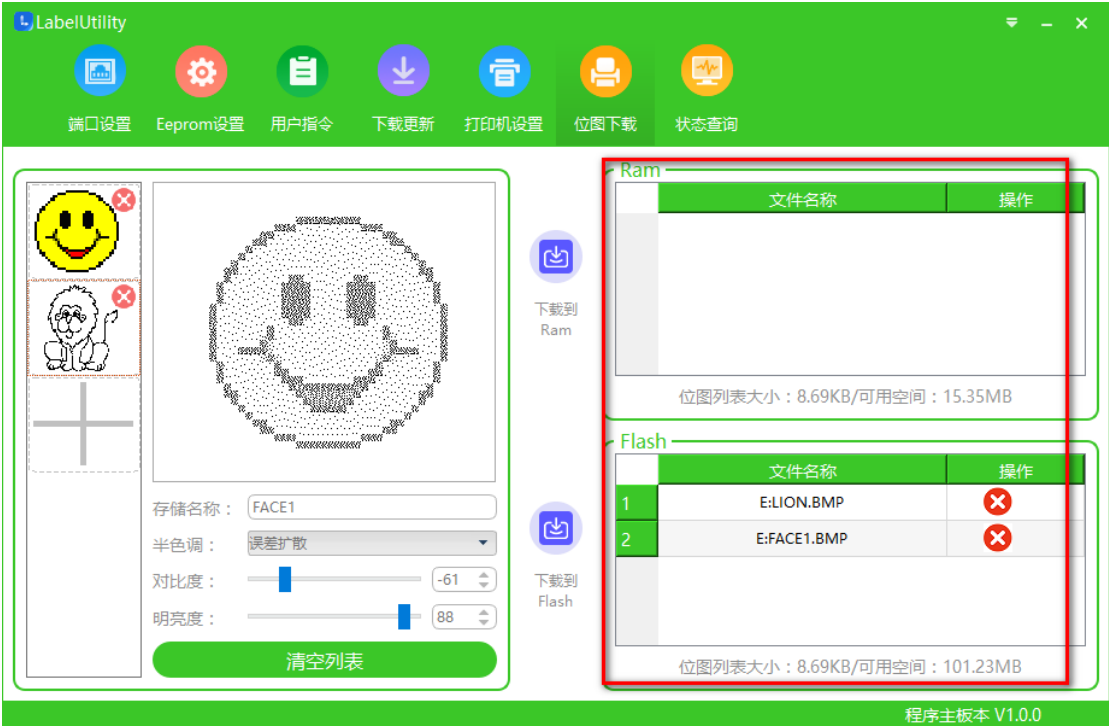 LabelUtility
端口设置
Eeprom设置
用户指令
下载更新
打印机设置
位图下载
状态查询
存储名称：
FACE1
半色调：
误差扩散
对比度：
-61
明亮度：
88
清空列表
下载到
Ram
下载到
Flash
Ram
文件名称 操作
位图列表大小：8.69KB/可用空间：15.35MB
Flash
文件名称 操作
1 E:LION.BMP
2 E:FACE1.BMP
位图列表大小：8.69KB/可用空间：101.23MB
程序主板本 V1.0.0